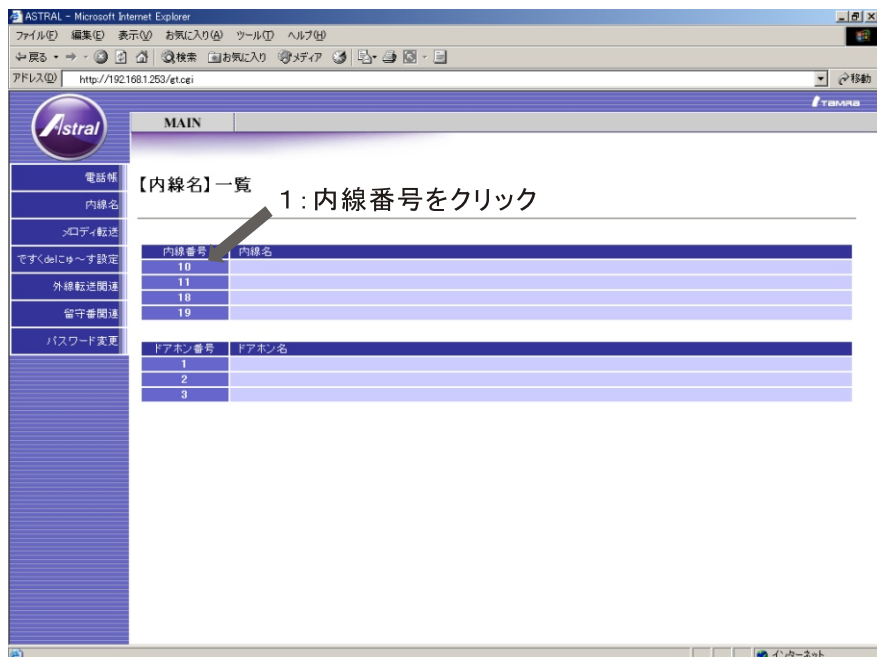 ASTRAL - Microsoft Internet Explorer
ファイル(F) 編集(E) 表示(V) お気に入り(A) ツール(T) ヘルプ(H)
戻る 検索 お気に入り メディア
アドレス(D) http://192.168.1.253/et.cgi 移動
TAMRA
Astral
MAIN
電話帳
内線名
メロディ転送
ですくdelにゅ~す設定
外線転送関連
留守番関連
パスワード変更
【内線名】一覧
1:内線番号をクリック
内線番号 内線名
10
11
18
19
ドアホン番号 ドアホン名
1
2
3
インターネット